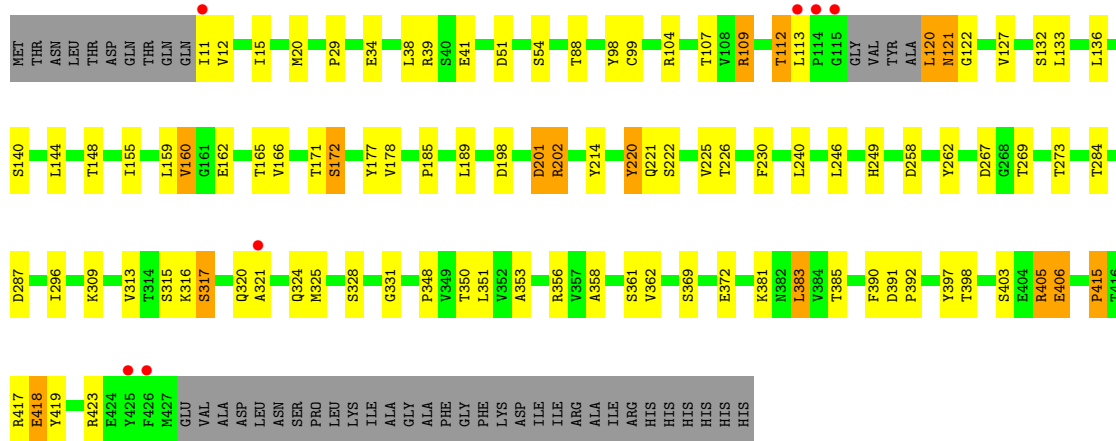 MET THR ASN LEU THR ASP GLN THR GLN GLN I11 V12 I15 M20 P29 E34 L38 R39 S40 E41 D51 S54 T88 Y98 C99 R104 T107 V108 R109 T112 L113 P114 G115 GLY VAL TYR ALA L120 N121 G122 V127 S132 L133 L136
S140 L144 T148 I155 L159 V160 G161 E162 T165 V166 T171 S172 Y177 V178 P185 L189 D198 D201 R202 Y214 Y220 Q221 S222 V225 T226 F230 L240 L246 H249 D258 Y262 D267 G268 T269 T273 T284
D287 I296 K309 V313 T314 S315 K316 S317 Q320 A321 Q324 M325 S328 G331 P348 V349 T350 L351 V352 A353 R356 V357 A358 S361 V362 S369 E372 K381 N382 L383 V384 T385 F390 D391 P392 Y397 T398 S403 E404 R405 E406 P415 T416
R417 E418 Y419 R423 E424 Y425 F426 M427 GLU VAL ALA ASP LEU ASN SER PRO LEU LYS ILE ALA GLY ALA PHE GLY PHE LYS ASP ILE ILE ARG ALA ILE ARG HIS HIS HIS HIS HIS HIS